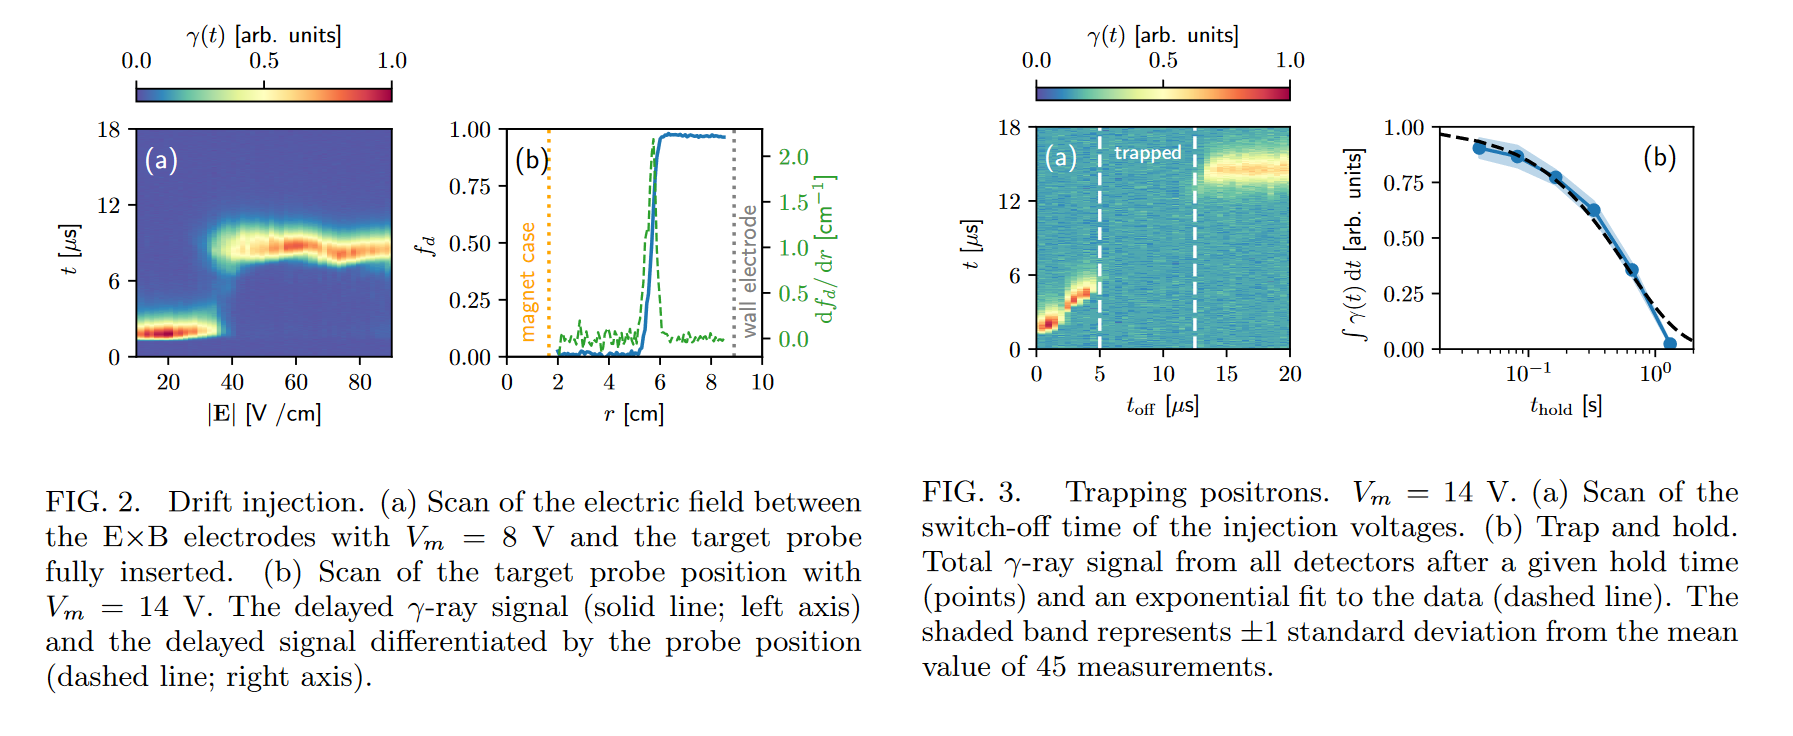 γ(t) [arb. units]
0.0 0.5 1.0
18
12
6
0
t [μs]
(a)
20 40 60 80
|E| [V /cm]
1.00
0.75
0.50
0.25
0.00
f_d
(b)
magnet case
wall electrode
2.0
1.5
1.0
0.5
0.0
df_d/dr [cm⁻¹]
0 2 4 6 8 10
r [cm]
FIG. 2. Drift injection. (a) Scan of the electric field between
the E×B electrodes with V_m = 8 V and the target probe
fully inserted. (b) Scan of the target probe position with
V_m = 14 V. The delayed γ-ray signal (solid line; left axis)
and the delayed signal differentiated by the probe position
(dashed line; right axis).
γ(t) [arb. units]
0.0 0.5 1.0
18
12
6
0
t [μs]
(a)
trapped
0 5 10 15 20
t_off [μs]
1.00
0.75
0.50
0.25
0.00
∫ γ(t) dt [arb. units]
(b)
10⁻¹ 10⁰
t_hold [s]
FIG. 3. Trapping positrons. V_m = 14 V. (a) Scan of the
switch-off time of the injection voltages. (b) Trap and hold.
Total γ-ray signal from all detectors after a given hold time
(points) and an exponential fit to the data (dashed line). The
shaded band represents ±1 standard deviation from the mean
value of 45 measurements.